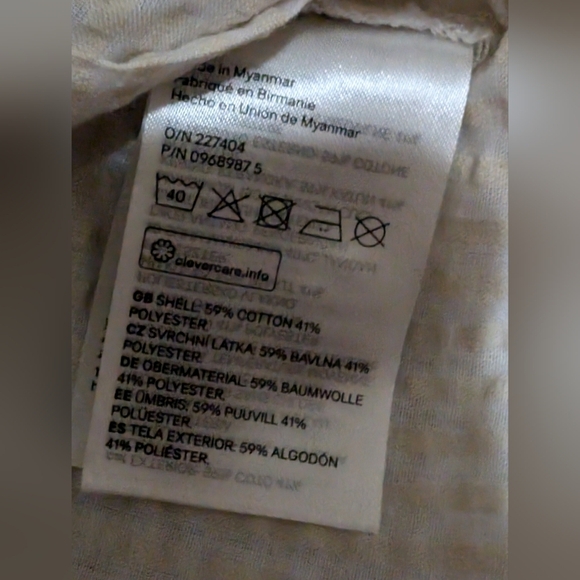 in Myanmar
Fabriqué en Birmanie
Hecho en Unión de Myanmar
O/N 227404
P/N 0968987 5
40
clevercare.info
GB SHELL: 59% COTTON 41%
POLYESTER
CZ SVRCHNÍ LÁTKA: 59% BAVLNA 41%
POLYESTER
DE OBERMATERIAL: 59% BAUMWOLLE
41% POLYESTER
EE ÜMBRIS: 59% PUUVILL 41%
POLÜESTER
ES TELA EXTERIOR: 59% ALGODÓN
41% POLIÉSTER